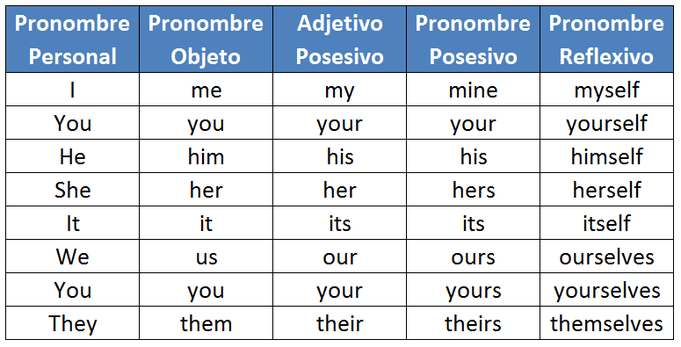 Pronombre Personal Pronombre Objeto Adjetivo Posesivo Pronombre Posesivo Pronombre Reflexivo
I me my mine myself
You you your your yourself
He him his his himself
She her her hers herself
It it its its itself
We us our ours ourselves
You you your yours yourselves
They them their theirs themselves